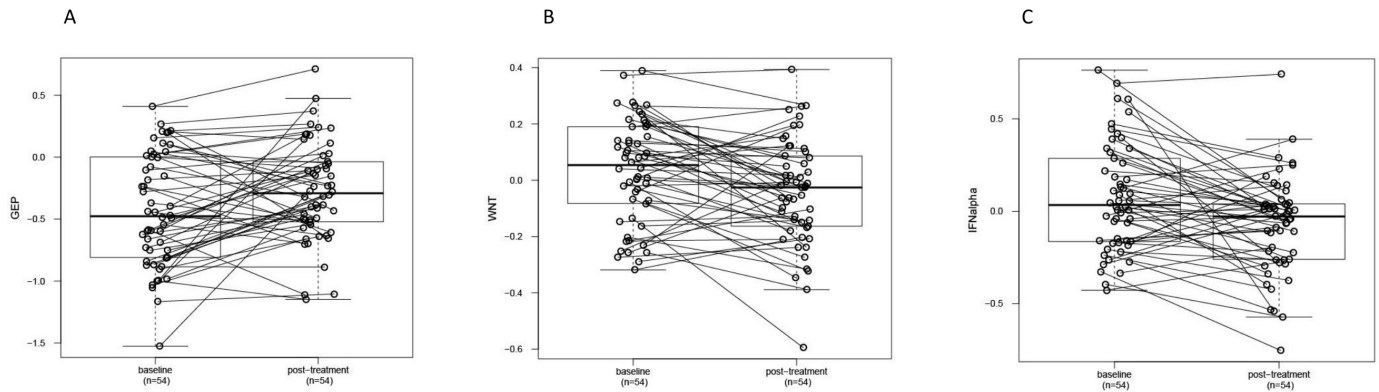 A
B
C
GEP
0.5
0.0
−0.5
−1.0
−1.5
baseline
(n=54)
post−treatment
(n=54)
WNT
0.4
0.2
0.0
−0.2
−0.4
−0.6
baseline
(n=54)
post−treatment
(n=54)
IFNalpha
0.5
0.0
−0.5
baseline
(n=54)
post−treatment
(n=54)